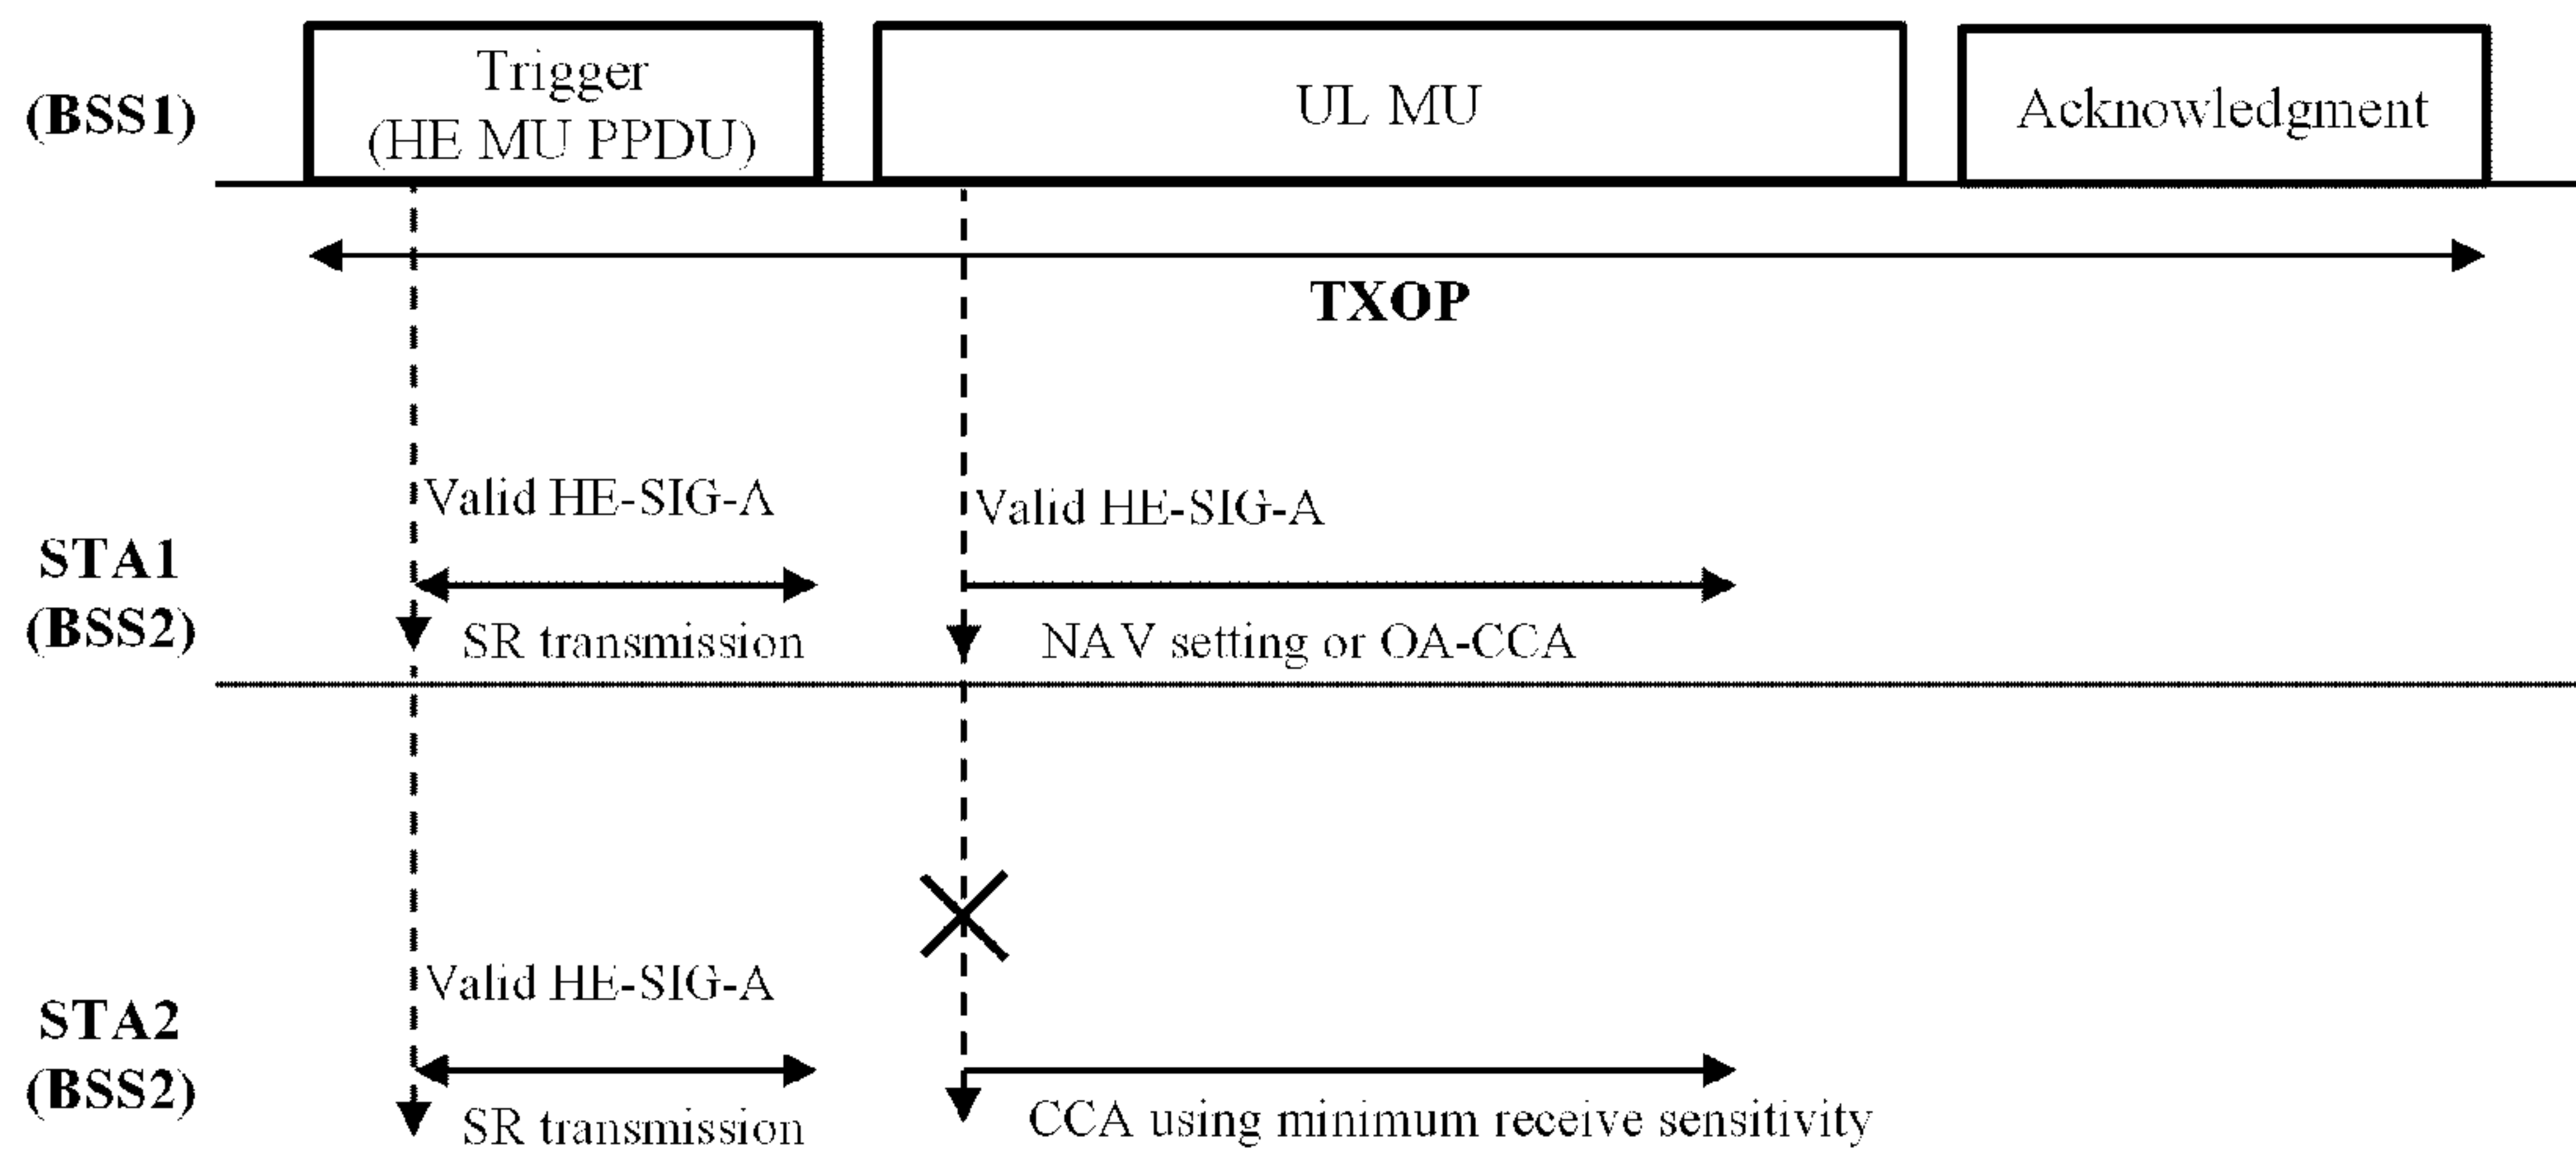 (BSS1)
Trigger
(HE MU PPDU)
UL MU
Acknowledgment
TXOP
STA1
(BSS2)
Valid HE-SIG-A
Valid HE-SIG-A
SR transmission
NAV setting or OA-CCA
STA2
(BSS2)
Valid HE-SIG-A
SR transmission
CCA using minimum receive sensitivity